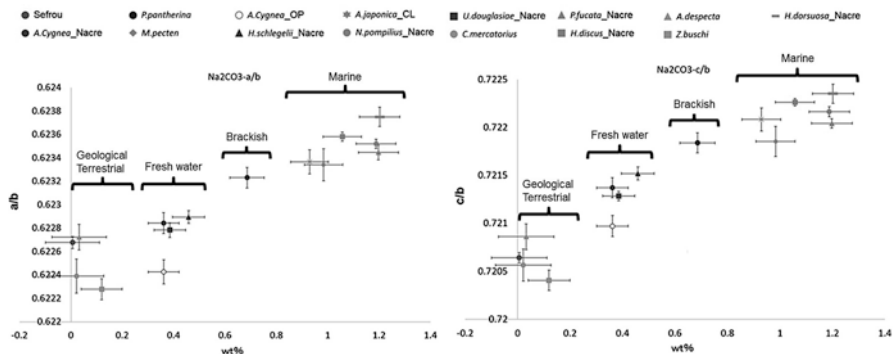 Sefrou P.pantherina A.Cygnea_OP A.japonica_CL U.douglasiae_Nacre P.fucata_Nacre A.despecta H.dorsuosa_Nacre
A.Cygnea_Nacre M.pecten H.schlegelii_Nacre N.pompilius_Nacre C.mercatorius H.discus_Nacre Z.buschi
Na2CO3-a/b
Marine
Brackish
Fresh water
Geological
Terrestrial
a/b
0.624
0.6238
0.6236
0.6234
0.6232
0.623
0.6228
0.6226
0.6224
0.6222
0.622
-0.2 0 0.2 0.4 0.6 0.8 1 1.2 1.4
wt%
Na2CO3-c/b
Marine
Brackish
Fresh water
Geological
Terrestrial
c/b
0.7225
0.722
0.7215
0.721
0.7205
0.72
-0.2 0 0.2 0.4 0.6 0.8 1 1.2 1.4
wt%